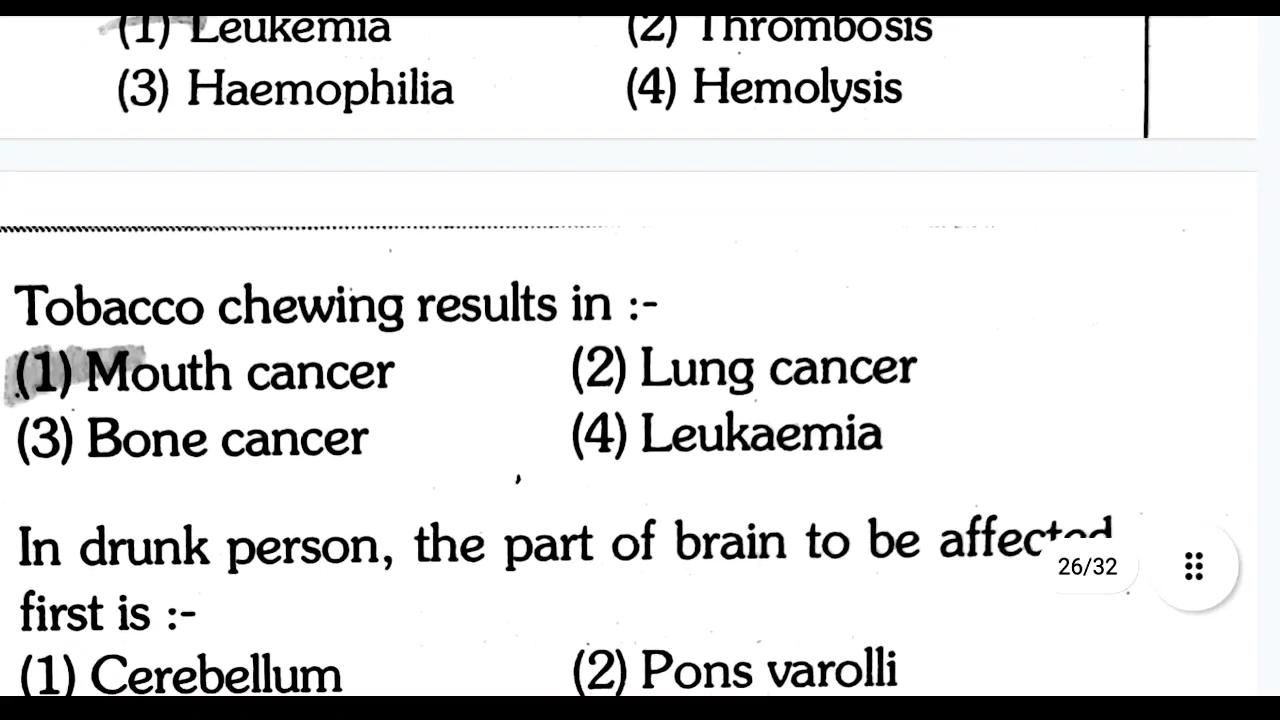 (1) Leukemia (2) Thrombosis
(3) Haemophilia (4) Hemolysis
Tobacco chewing results in :-
(1) Mouth cancer (2) Lung cancer
(3) Bone cancer (4) Leukaemia
In drunk person, the part of brain to be affected
26/32
first is :-
(1) Cerebellum (2) Pons varolli